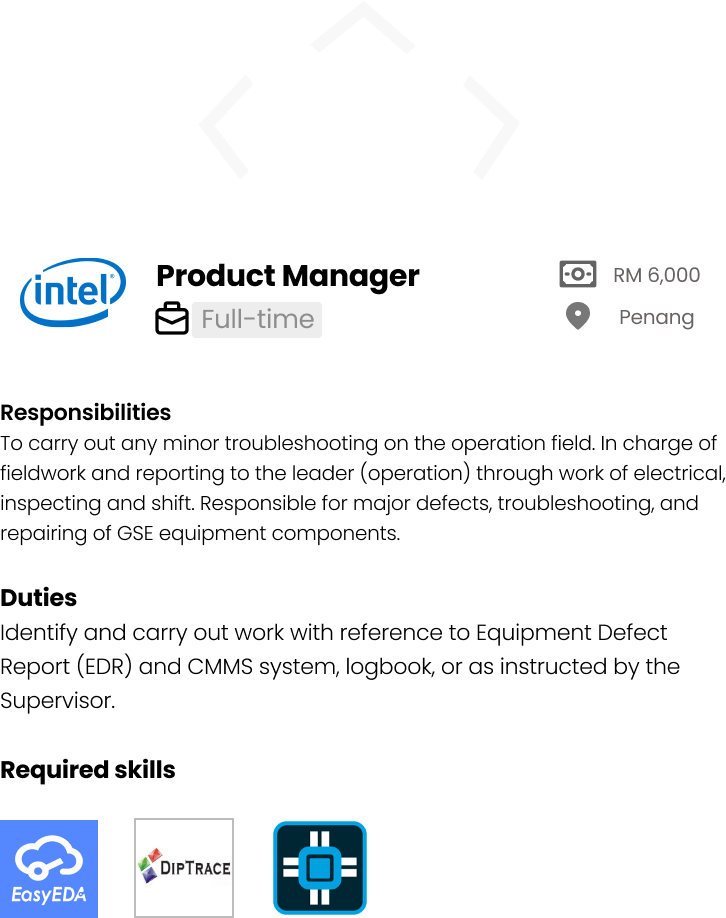 intel
Product Manager
Full-time
RM 6,000
Penang
Responsibilities
To carry out any minor troubleshooting on the operation field. In charge of
fieldwork and reporting to the leader (operation) through work of electrical,
inspecting and shift. Responsible for major defects, troubleshooting, and
repairing of GSE equipment components.
Duties
Identify and carry out work with reference to Equipment Defect
Report (EDR) and CMMS system, logbook, or as instructed by the
Supervisor.
Required skills
EasyEDA
DIPTRACE